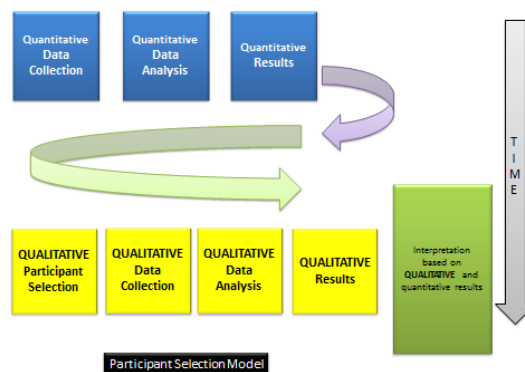 Quantitative
Data
Collection
Quantitative
Data
Analysis
Quantitative
Results
T
I
M
E
QUALITATIVE
Participant
Selection
QUALITATIVE
Data
Collection
QUALITATIVE
Data
Analysis
QUALITATIVE
Results
Interpretation
based on
QUALITATIVE and
quantitative results
Participant Selection Model